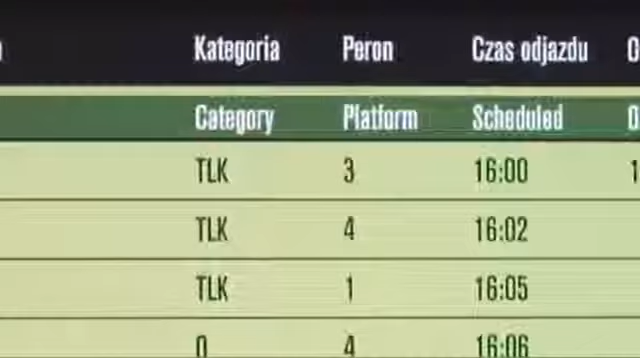 Kategoria Peron Czas odjazdu
Category Platform Scheduled
TLK 3 16:00
TLK 4 16:02
TLK 1 16:05
4 16:06